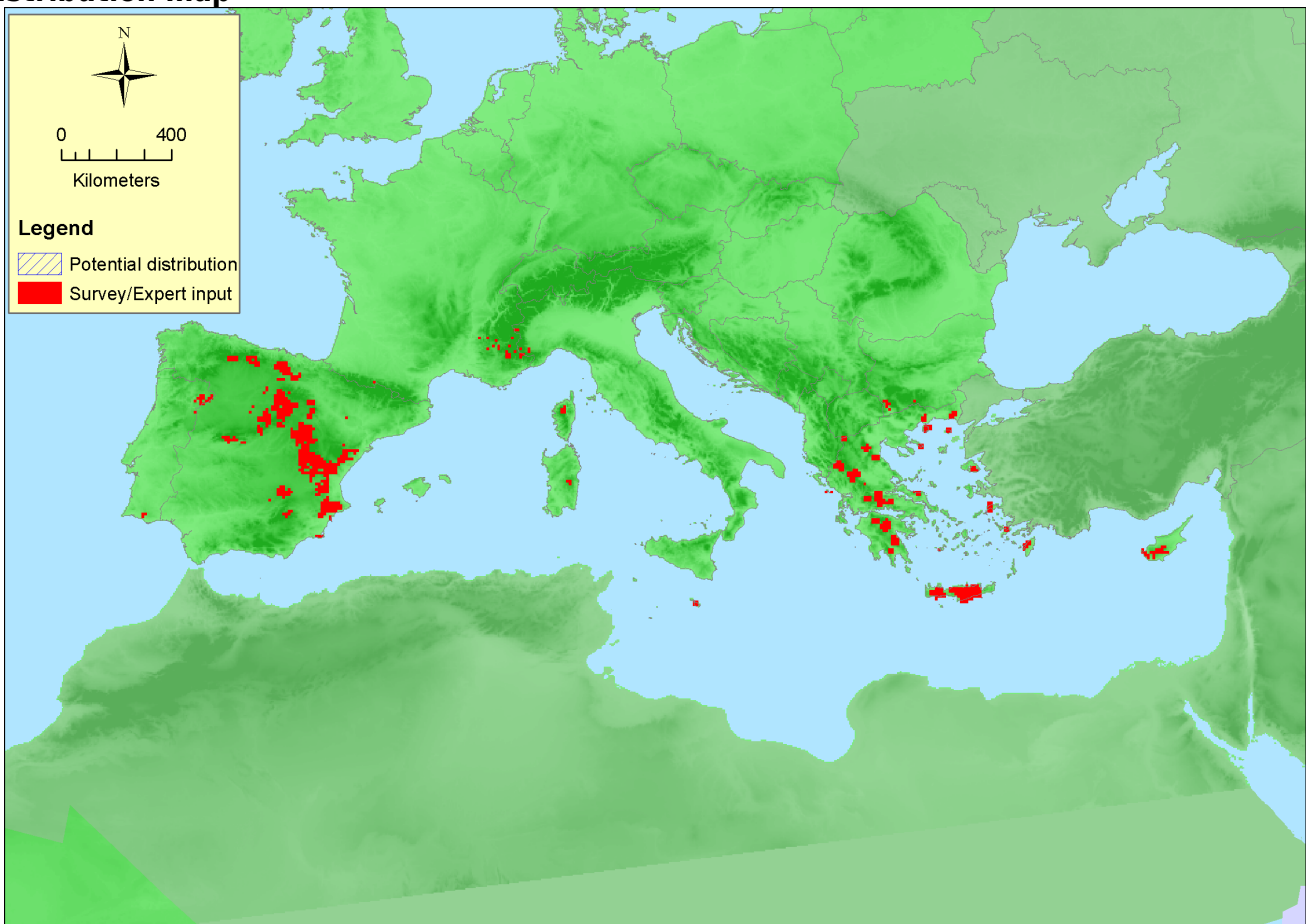 N
0 400
Kilometers
Legend
Potential distribution
Survey/Expert input